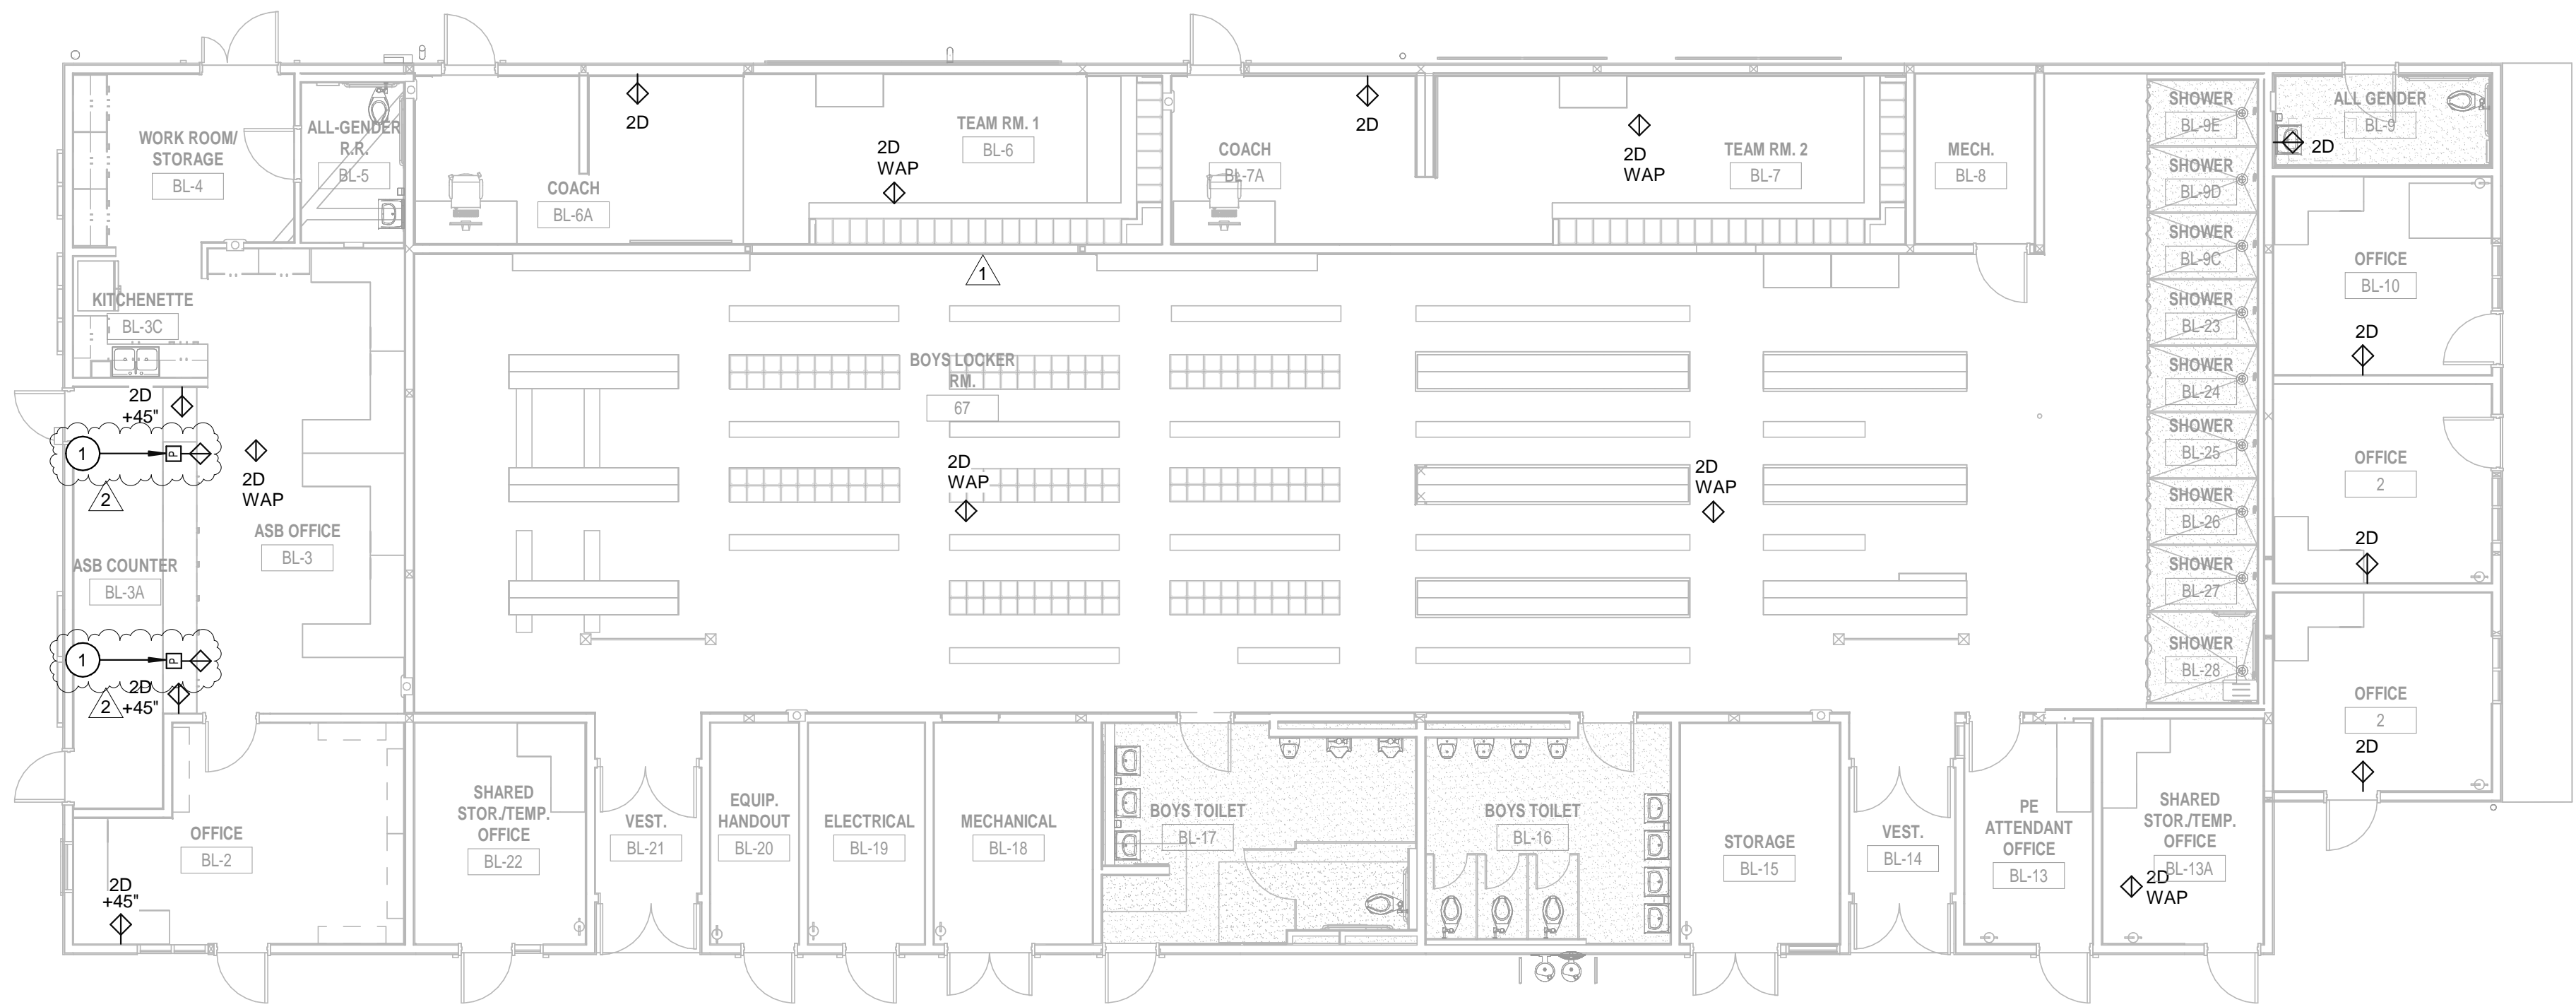 WORK ROOM/
STORAGE
BL-4
ALL-GENDER
R.R.
BL-5
COACH
BL-6A
2D
2D
WAP
TEAM RM. 1
BL-6
COACH
BL-7A
2D
2D
WAP
TEAM RM. 2
BL-7
MECH.
BL-8
SHOWER
BL-9E
SHOWER
BL-9D
SHOWER
BL-9C
SHOWER
BL-23
SHOWER
BL-24
SHOWER
BL-25
SHOWER
BL-26
SHOWER
BL-27
SHOWER
BL-28
ALL GENDER
BL-9
2D
OFFICE
BL-10
2D
OFFICE
2
2D
OFFICE
2
2D
KITCHENETTE
BL-3C
2D
+45"
1
P
2
2D
WAP
ASB OFFICE
BL-3
ASB COUNTER
BL-3A
1
P
2
2D
+45"
1
BOYS LOCKER
RM.
67
2D
WAP
2D
WAP
OFFICE
BL-2
2D
+45"
SHARED
STOR./TEMP.
OFFICE
BL-22
VEST.
BL-21
EQUIP.
HANDOUT
BL-20
ELECTRICAL
BL-19
MECHANICAL
BL-18
BOYS TOILET
BL-17
BOYS TOILET
BL-16
STORAGE
BL-15
VEST.
BL-14
PE
ATTENDANT
OFFICE
BL-13
SHARED
STOR./TEMP.
OFFICE
BL-13A
2D
WAP